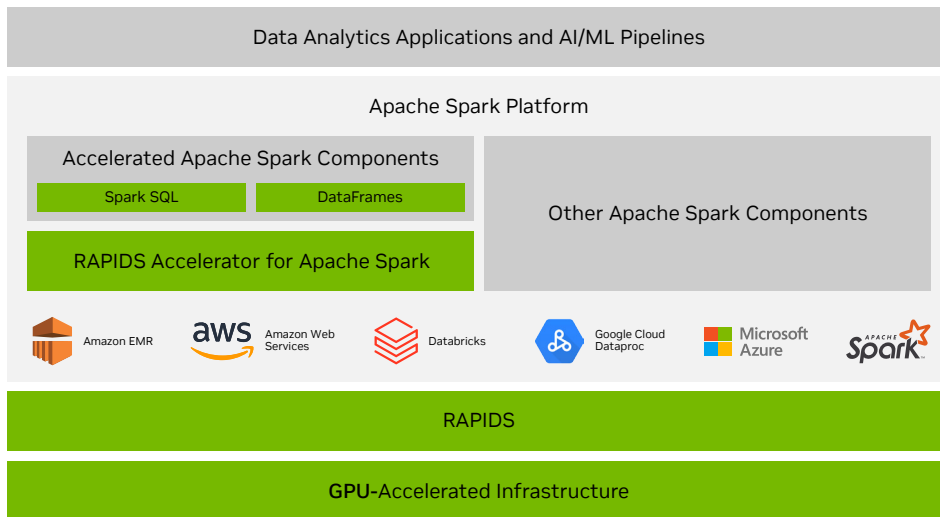 Data Analytics Applications and AI/ML Pipelines
Apache Spark Platform
Accelerated Apache Spark Components
Spark SQL
DataFrames
RAPIDS Accelerator for Apache Spark
Other Apache Spark Components
Amazon EMR
aws
Amazon Web
Services
Databricks
Google Cloud
Dataproc
Microsoft
Azure
APACHE
Spark™
RAPIDS
GPU-Accelerated Infrastructure